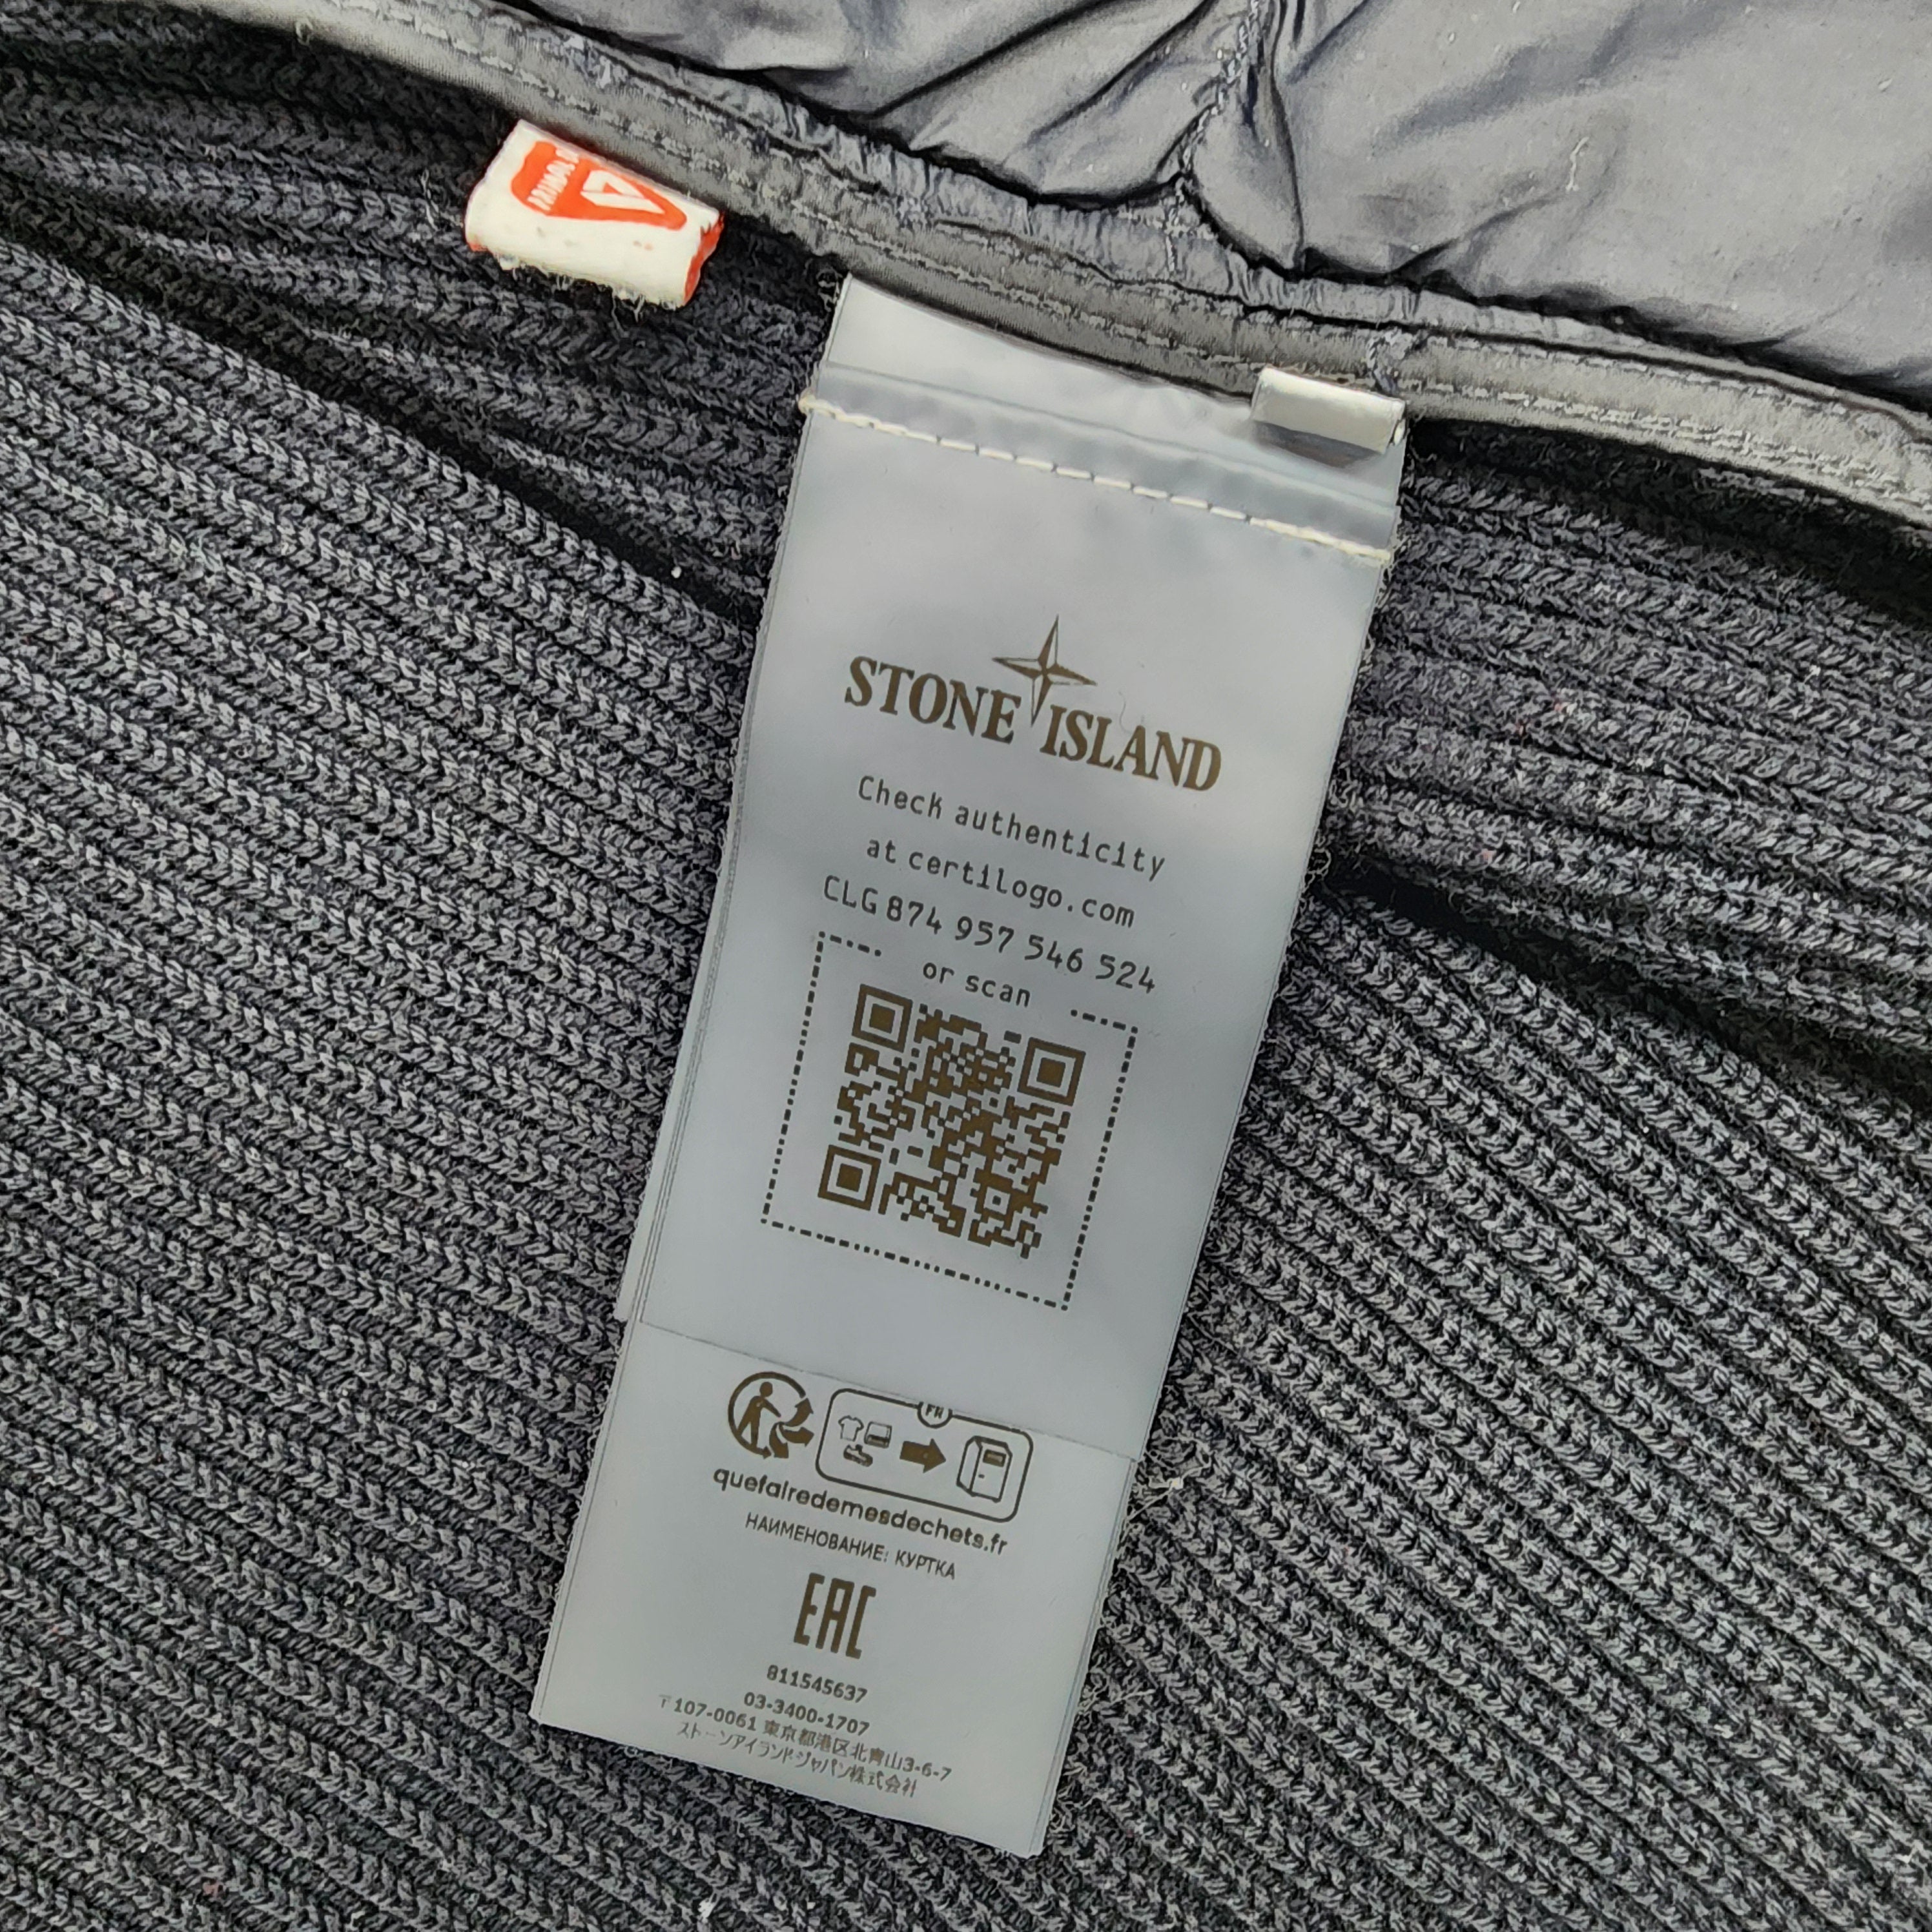 STONE ISLAND
Check authenticity
at certilogo.com
CLG 874 957 546 524
or scan
FR
quefairedemesdechets.fr
НАИМЕНОВАНИЕ: КУРТКА
EAC
811545637
03-3400-1707
〒107-0061 東京都港区北青山3-6-7
ストーンアイランドジャパン株式会社